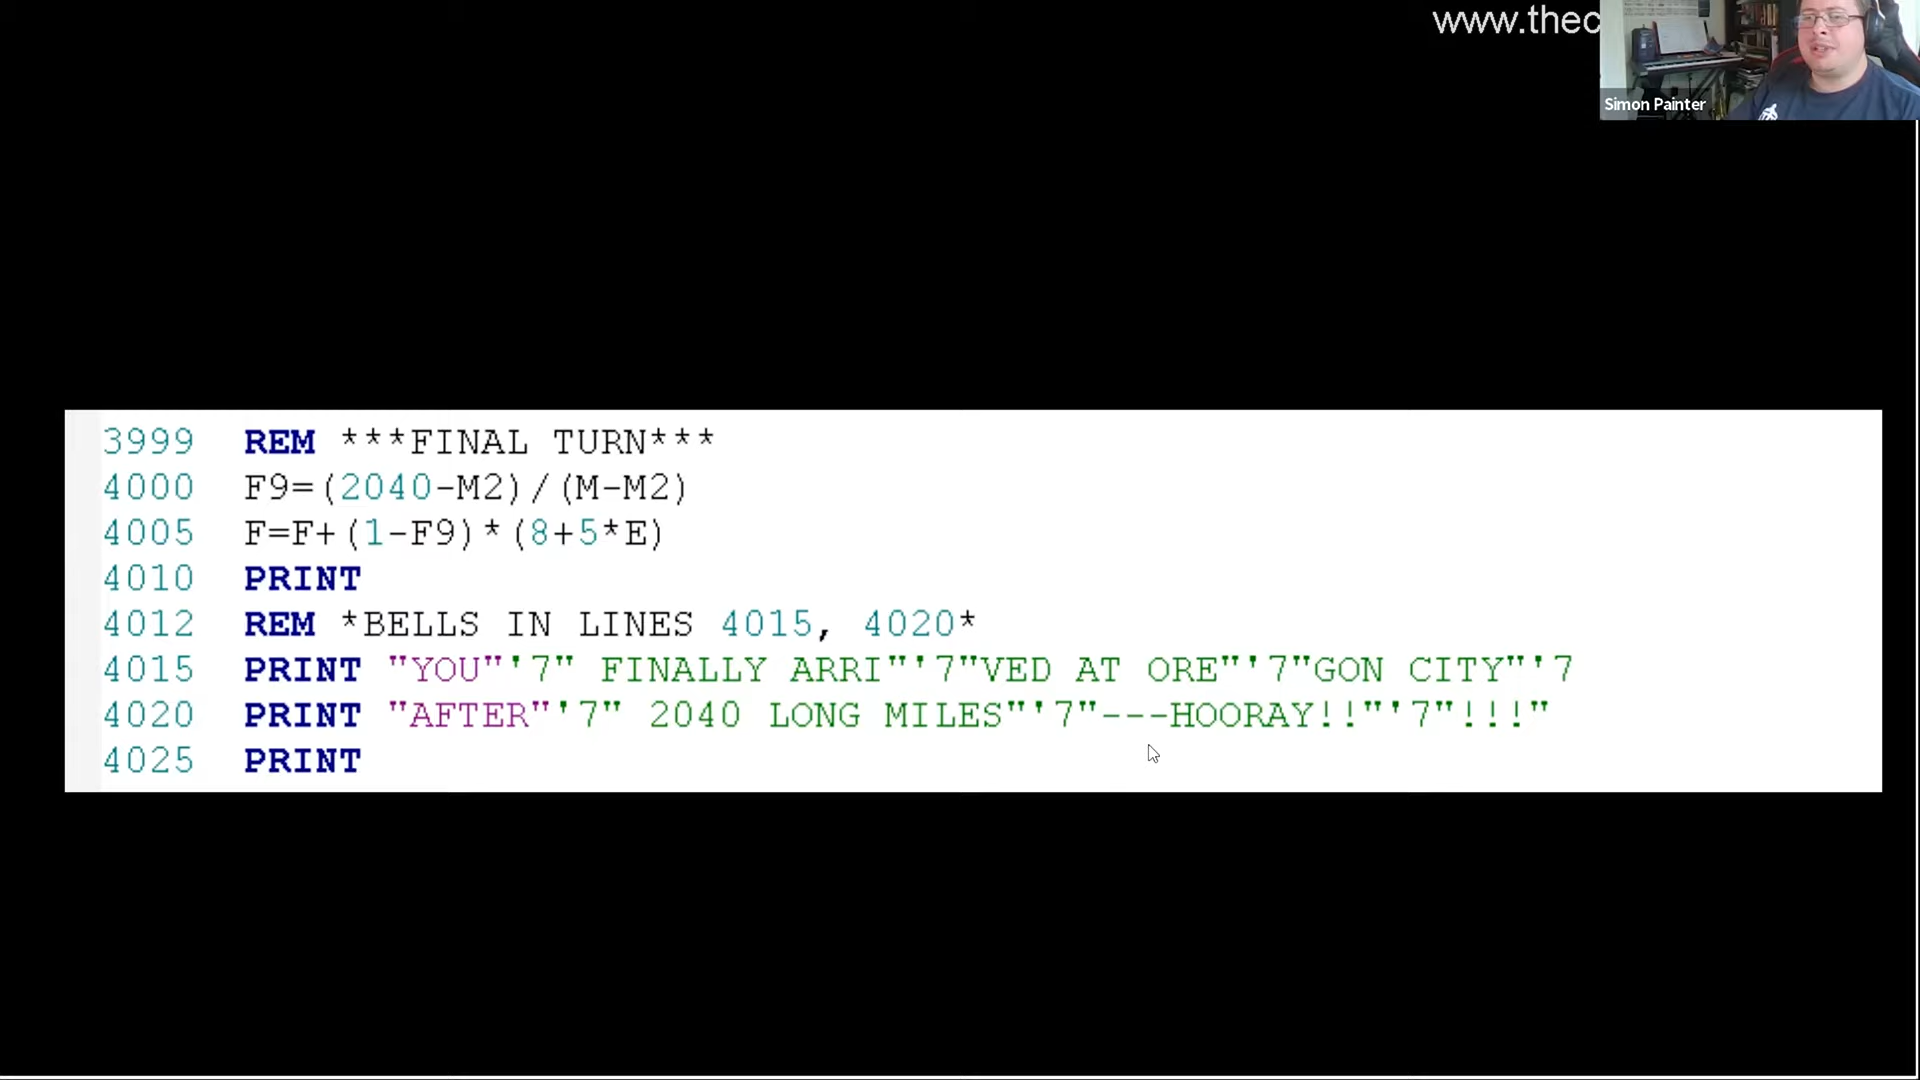 www.thec
Simon Painter
3999 REM ***FINAL TURN***
4000 F9=(2040-M2)/(M-M2)
4005 F=F+(1-F9)*(8+5*E)
4010 PRINT
4012 REM *BELLS IN LINES 4015, 4020*
4015 PRINT "YOU"'7" FINALLY ARRI"'7"VED AT ORE"'7"GON CITY"'7
4020 PRINT "AFTER"'7" 2040 LONG MILES"'7"---HOORAY!!"'7"!!!"
4025 PRINT